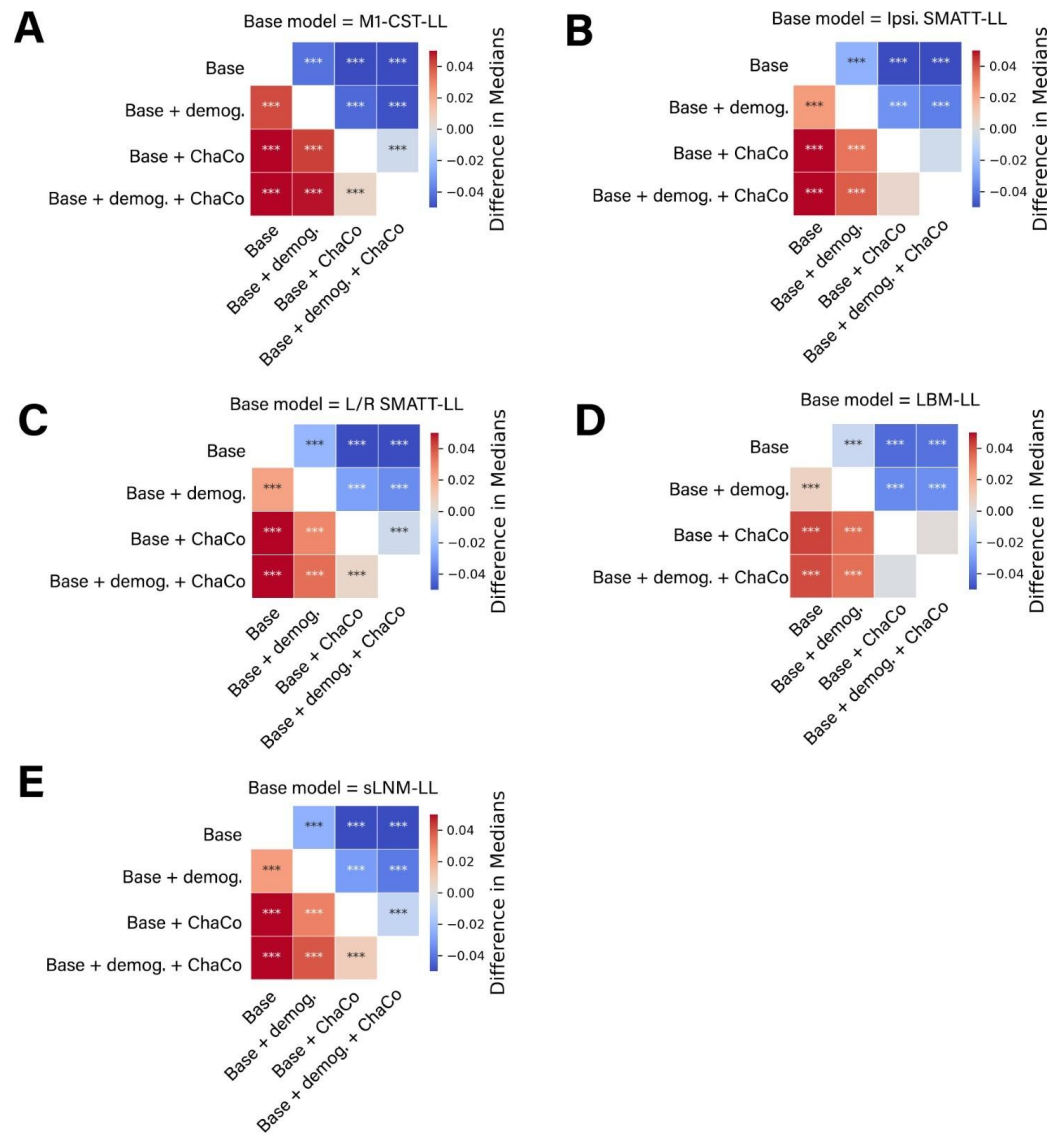 A
Base model = M1-CST-LL
Base
*** *** ***
Base + demog.
*** *** ***
Base + ChaCo
*** *** ***
Base + demog. + ChaCo
*** *** ***
Base
Base + demog.
Base + ChaCo
Base + demog. + ChaCo
0.04
0.02
0.00
−0.02
−0.04
Difference in Medians
B
Base model = Ipsi. SMATT-LL
Base
*** *** ***
Base + demog.
*** *** ***
Base + ChaCo
*** ***
Base + demog. + ChaCo
*** ***
Base
Base + demog.
Base + ChaCo
Base + demog. + ChaCo
0.04
0.02
0.00
−0.02
−0.04
Difference in Medians
C
Base model = L/R SMATT-LL
Base
*** *** ***
Base + demog.
*** *** ***
Base + ChaCo
*** *** ***
Base + demog. + ChaCo
*** *** ***
Base
Base + demog.
Base + ChaCo
Base + demog. + ChaCo
0.04
0.02
0.00
−0.02
−0.04
Difference in Medians
D
Base model = LBM-LL
Base
*** *** ***
Base + demog.
*** *** ***
Base + ChaCo
*** ***
Base + demog. + ChaCo
*** ***
Base
Base + demog.
Base + ChaCo
Base + demog. + ChaCo
0.04
0.02
0.00
−0.02
−0.04
Difference in Medians
E
Base model = sLNM-LL
Base
*** *** ***
Base + demog.
*** *** ***
Base + ChaCo
*** *** ***
Base + demog. + ChaCo
*** *** ***
Base
Base + demog.
Base + ChaCo
Base + demog. + ChaCo
0.04
0.02
0.00
−0.02
−0.04
Difference in Medians